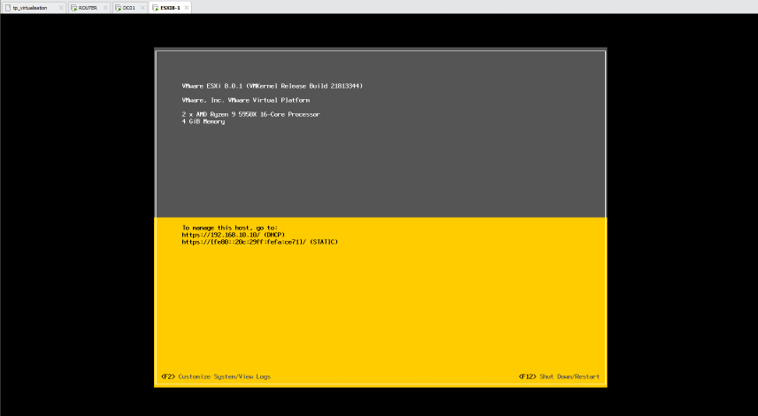 tp_virtualisation
ROUTER
DC01
ESXI8-1
VMware ESXi 8.0.1 (VMKernel Release Build 21813344)
VMware, Inc. VMware Virtual Platform
2 x AMD Ryzen 9 5950X 16-Core Processor
4 GiB Memory
To manage this host, go to:
https://192.168.10.10/ (DHCP)
https://[fe80::20c:29ff:fefa:ce71]/ (STATIC)
<F2> Customize System/View Logs
<F12> Shut Down/Restart